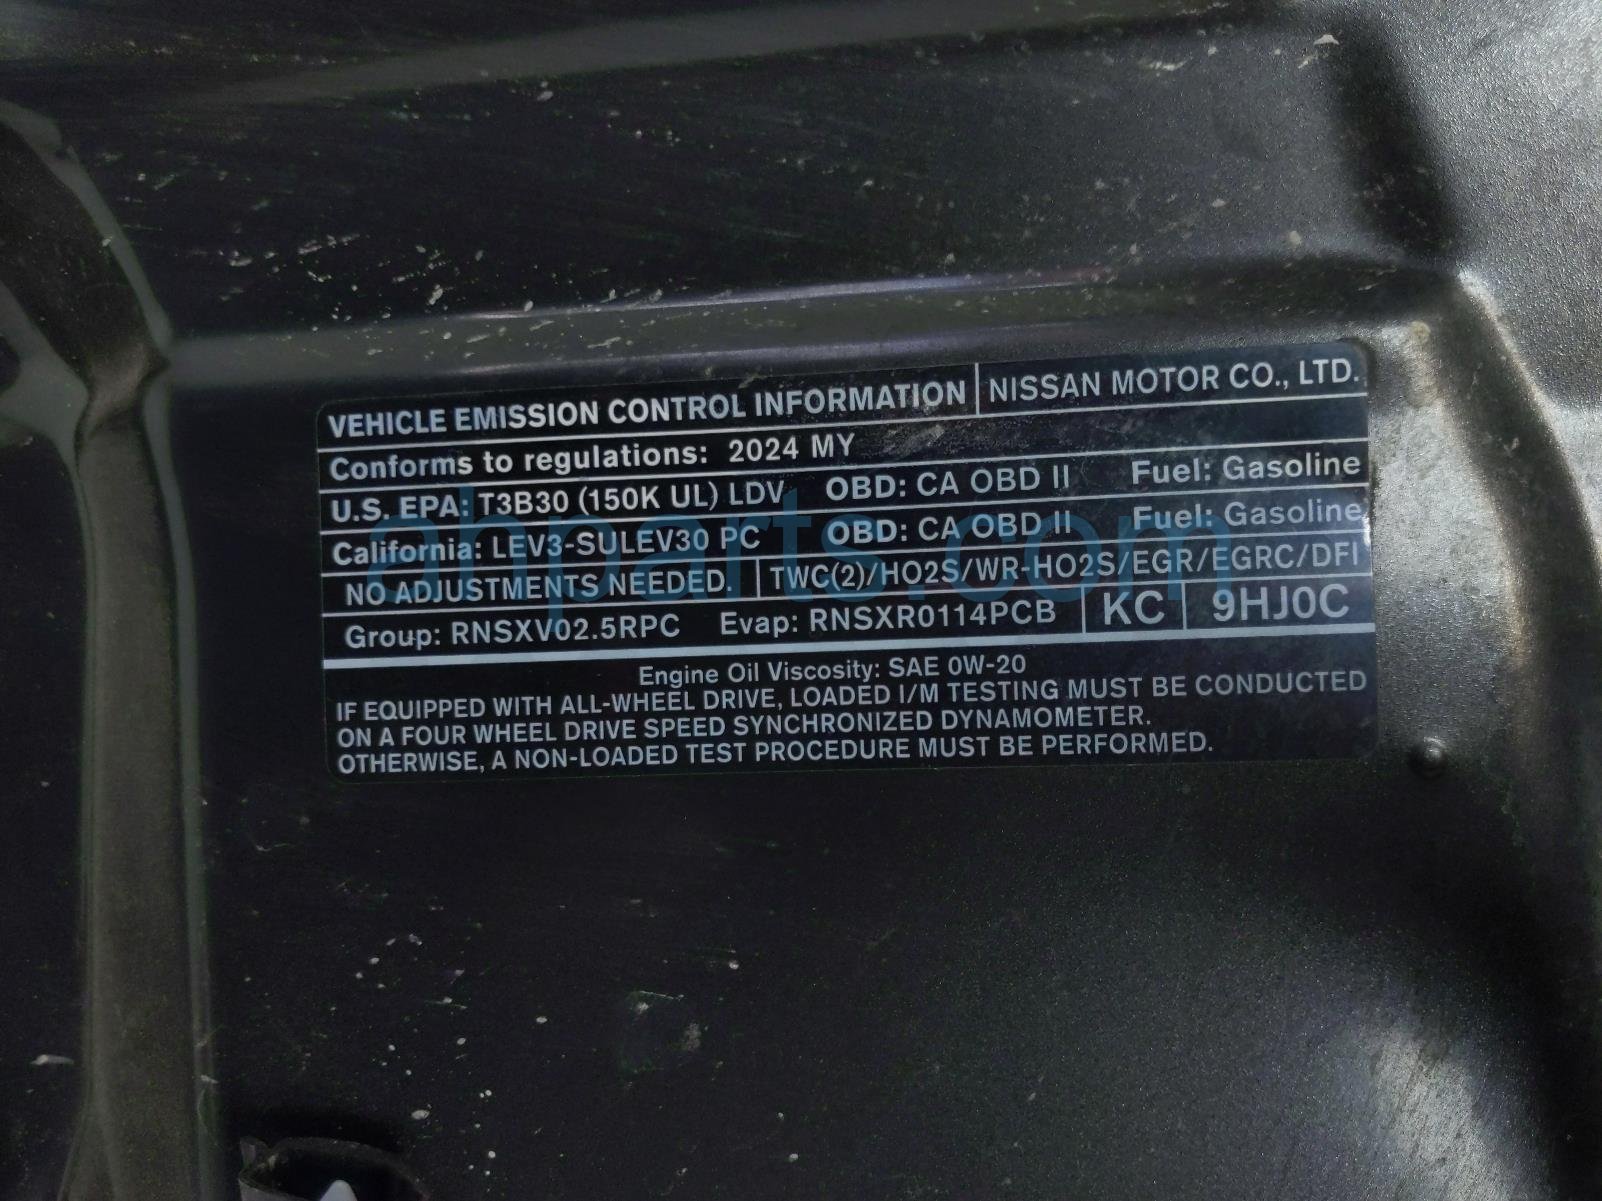 VEHICLE EMISSION CONTROL INFORMATION NISSAN MOTOR CO., LTD.
Conforms to regulations: 2024 MY
U.S. EPA: T3B30 (150K UL) LDV OBD: CA OBD II Fuel: Gasoline
California: LEV3-SULEV30 PC OBD: CA OBD II Fuel: Gasoline
NO ADJUSTMENTS NEEDED. TWC(2)/HO2S/WR-HO2S/EGR/EGRC/DFI
Group: RNSXV02.5RPC Evap: RNSXR0114PCB KC 9HJ0C
Engine Oil Viscosity: SAE 0W-20
IF EQUIPPED WITH ALL-WHEEL DRIVE, LOADED I/M TESTING MUST BE CONDUCTED
ON A FOUR WHEEL DRIVE SPEED SYNCHRONIZED DYNAMOMETER.
OTHERWISE, A NON-LOADED TEST PROCEDURE MUST BE PERFORMED.
ahparts.com